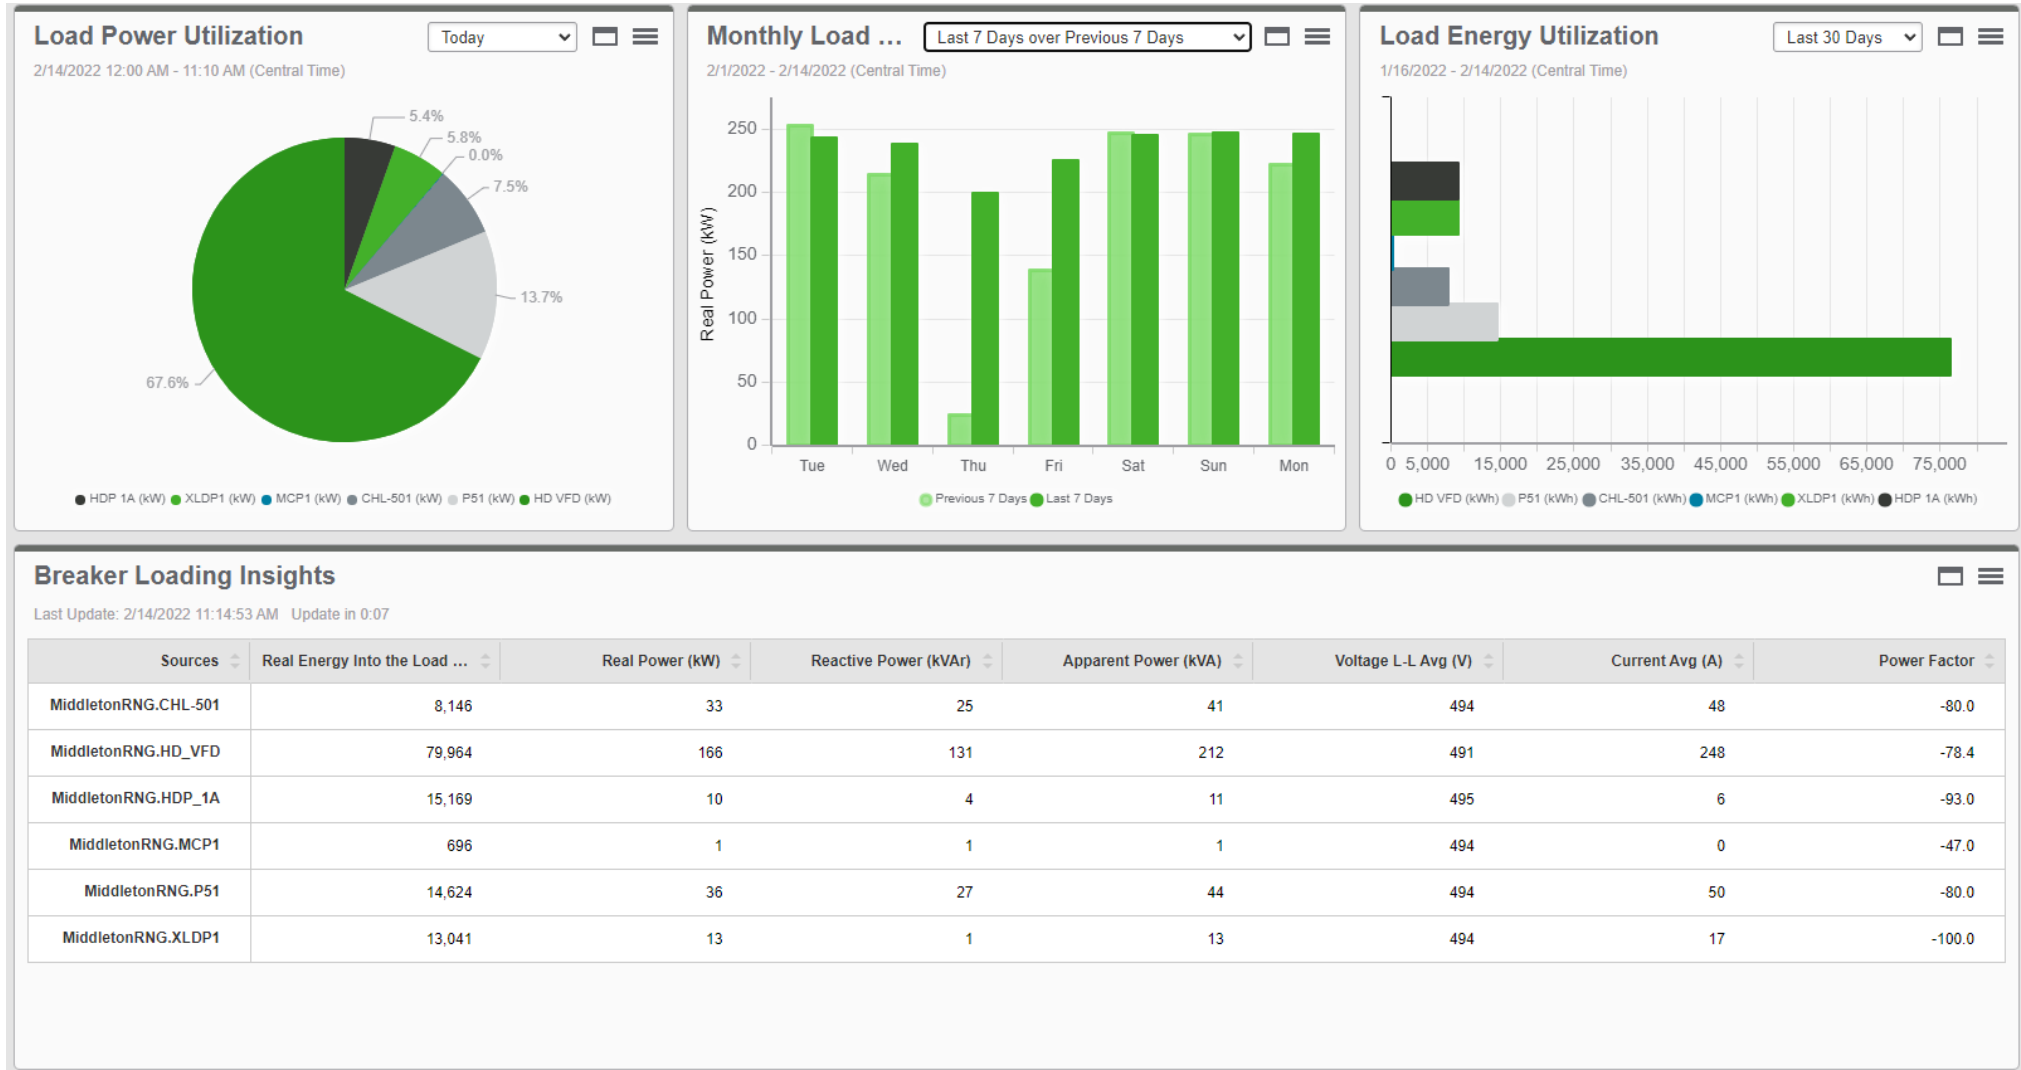 Load Power Utilization
Today
2/14/2022 12:00 AM - 11:10 AM (Central Time)
5.4%
5.8%
0.0%
7.5%
13.7%
67.6%
HDP 1A (kW) XLDP1 (kW) MCP1 (kW) CHL-501 (kW) P51 (kW) HD VFD (kW)
Monthly Load ...
Last 7 Days over Previous 7 Days
2/1/2022 - 2/14/2022 (Central Time)
Real Power (kW)
250
200
150
100
50
0
Tue Wed Thu Fri Sat Sun Mon
Previous 7 Days Last 7 Days
Load Energy Utilization
Last 30 Days
1/16/2022 - 2/14/2022 (Central Time)
0 5,000 15,000 25,000 35,000 45,000 55,000 65,000 75,000
HD VFD (kWh) P51 (kWh) CHL-501 (kWh) MCP1 (kWh) XLDP1 (kWh) HDP 1A (kWh)
Breaker Loading Insights
Last Update: 2/14/2022 11:14:53 AM Update in 0:07
Sources Real Energy Into the Load ... Real Power (kW) Reactive Power (kVAr) Apparent Power (kVA) Voltage L-L Avg (V) Current Avg (A) Power Factor
MiddletonRNG.CHL-501 8,146 33 25 41 494 48 -80.0
MiddletonRNG.HD_VFD 79,964 166 131 212 491 248 -78.4
MiddletonRNG.HDP_1A 15,169 10 4 11 495 6 -93.0
MiddletonRNG.MCP1 696 1 1 1 494 0 -47.0
MiddletonRNG.P51 14,624 36 27 44 494 50 -80.0
MiddletonRNG.XLDP1 13,041 13 1 13 494 17 -100.0